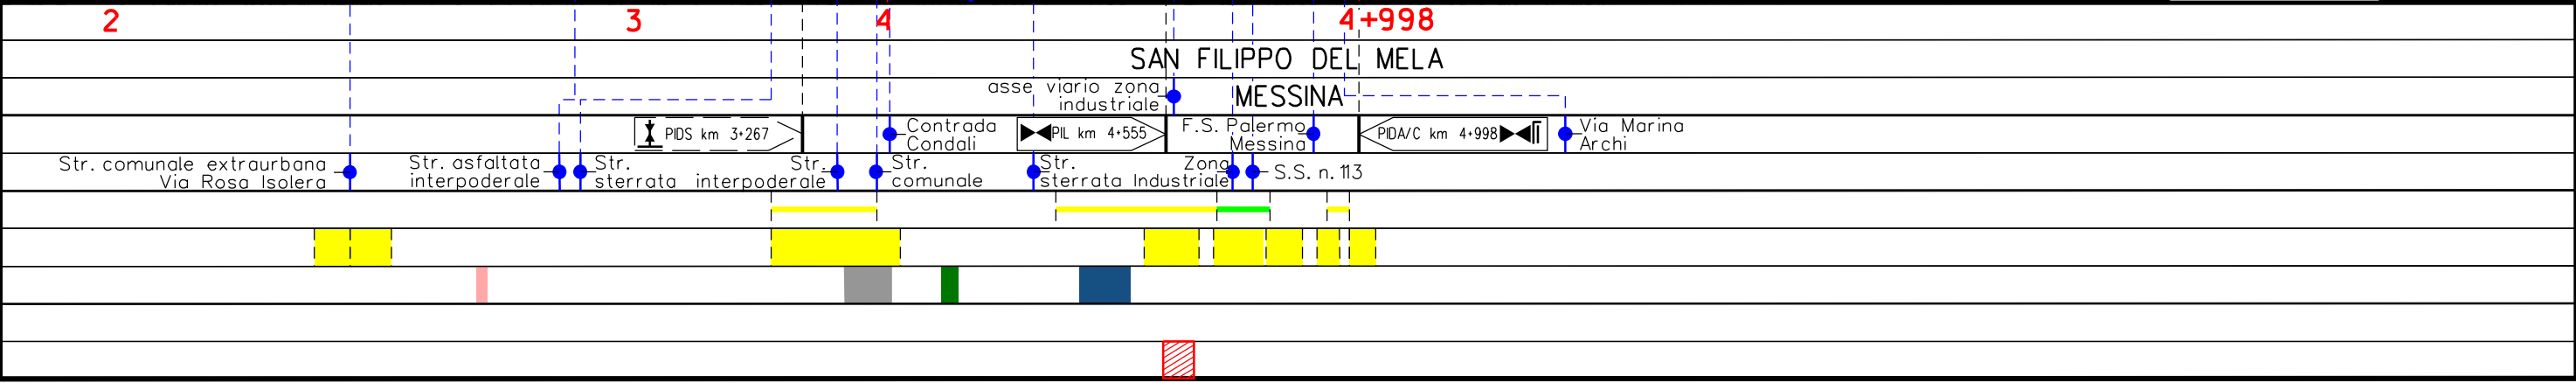 2 3 4 4+998
SAN FILIPPO DEL MELA
asse viario zona
industriale
MESSINA
PIDS km 3+267
Contrada
Condali
PIL km 4+555
F.S. Palermo
Messina
PIDA/C km 4+998
Via Marina
Archi
Str. comunale extraurbana
Via Rosa Isolera
Str. asfaltata
interpoderale
Str.
sterrata
Str.
interpoderale
Str.
comunale
Str.
sterrata
Zona
Industriale
S.S. n. 113